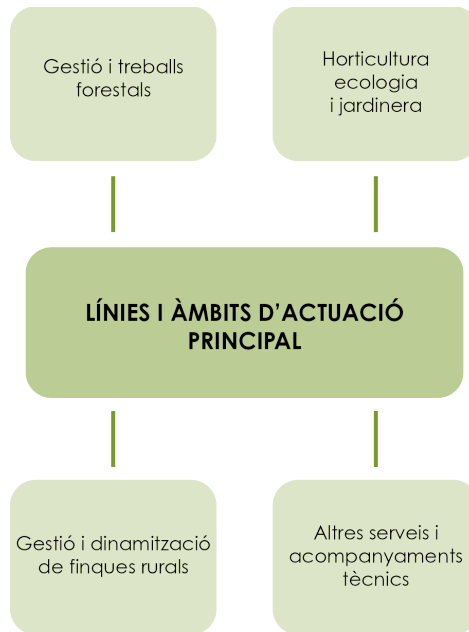 Gestió i treballs
forestals
Horticultura
ecologia
i jardinera
LÍNIES I ÀMBITS D'ACTUACIÓ
PRINCIPAL
Gestió i dinamització
de finques rurals
Altres serveis i
acompanyaments
tècnics